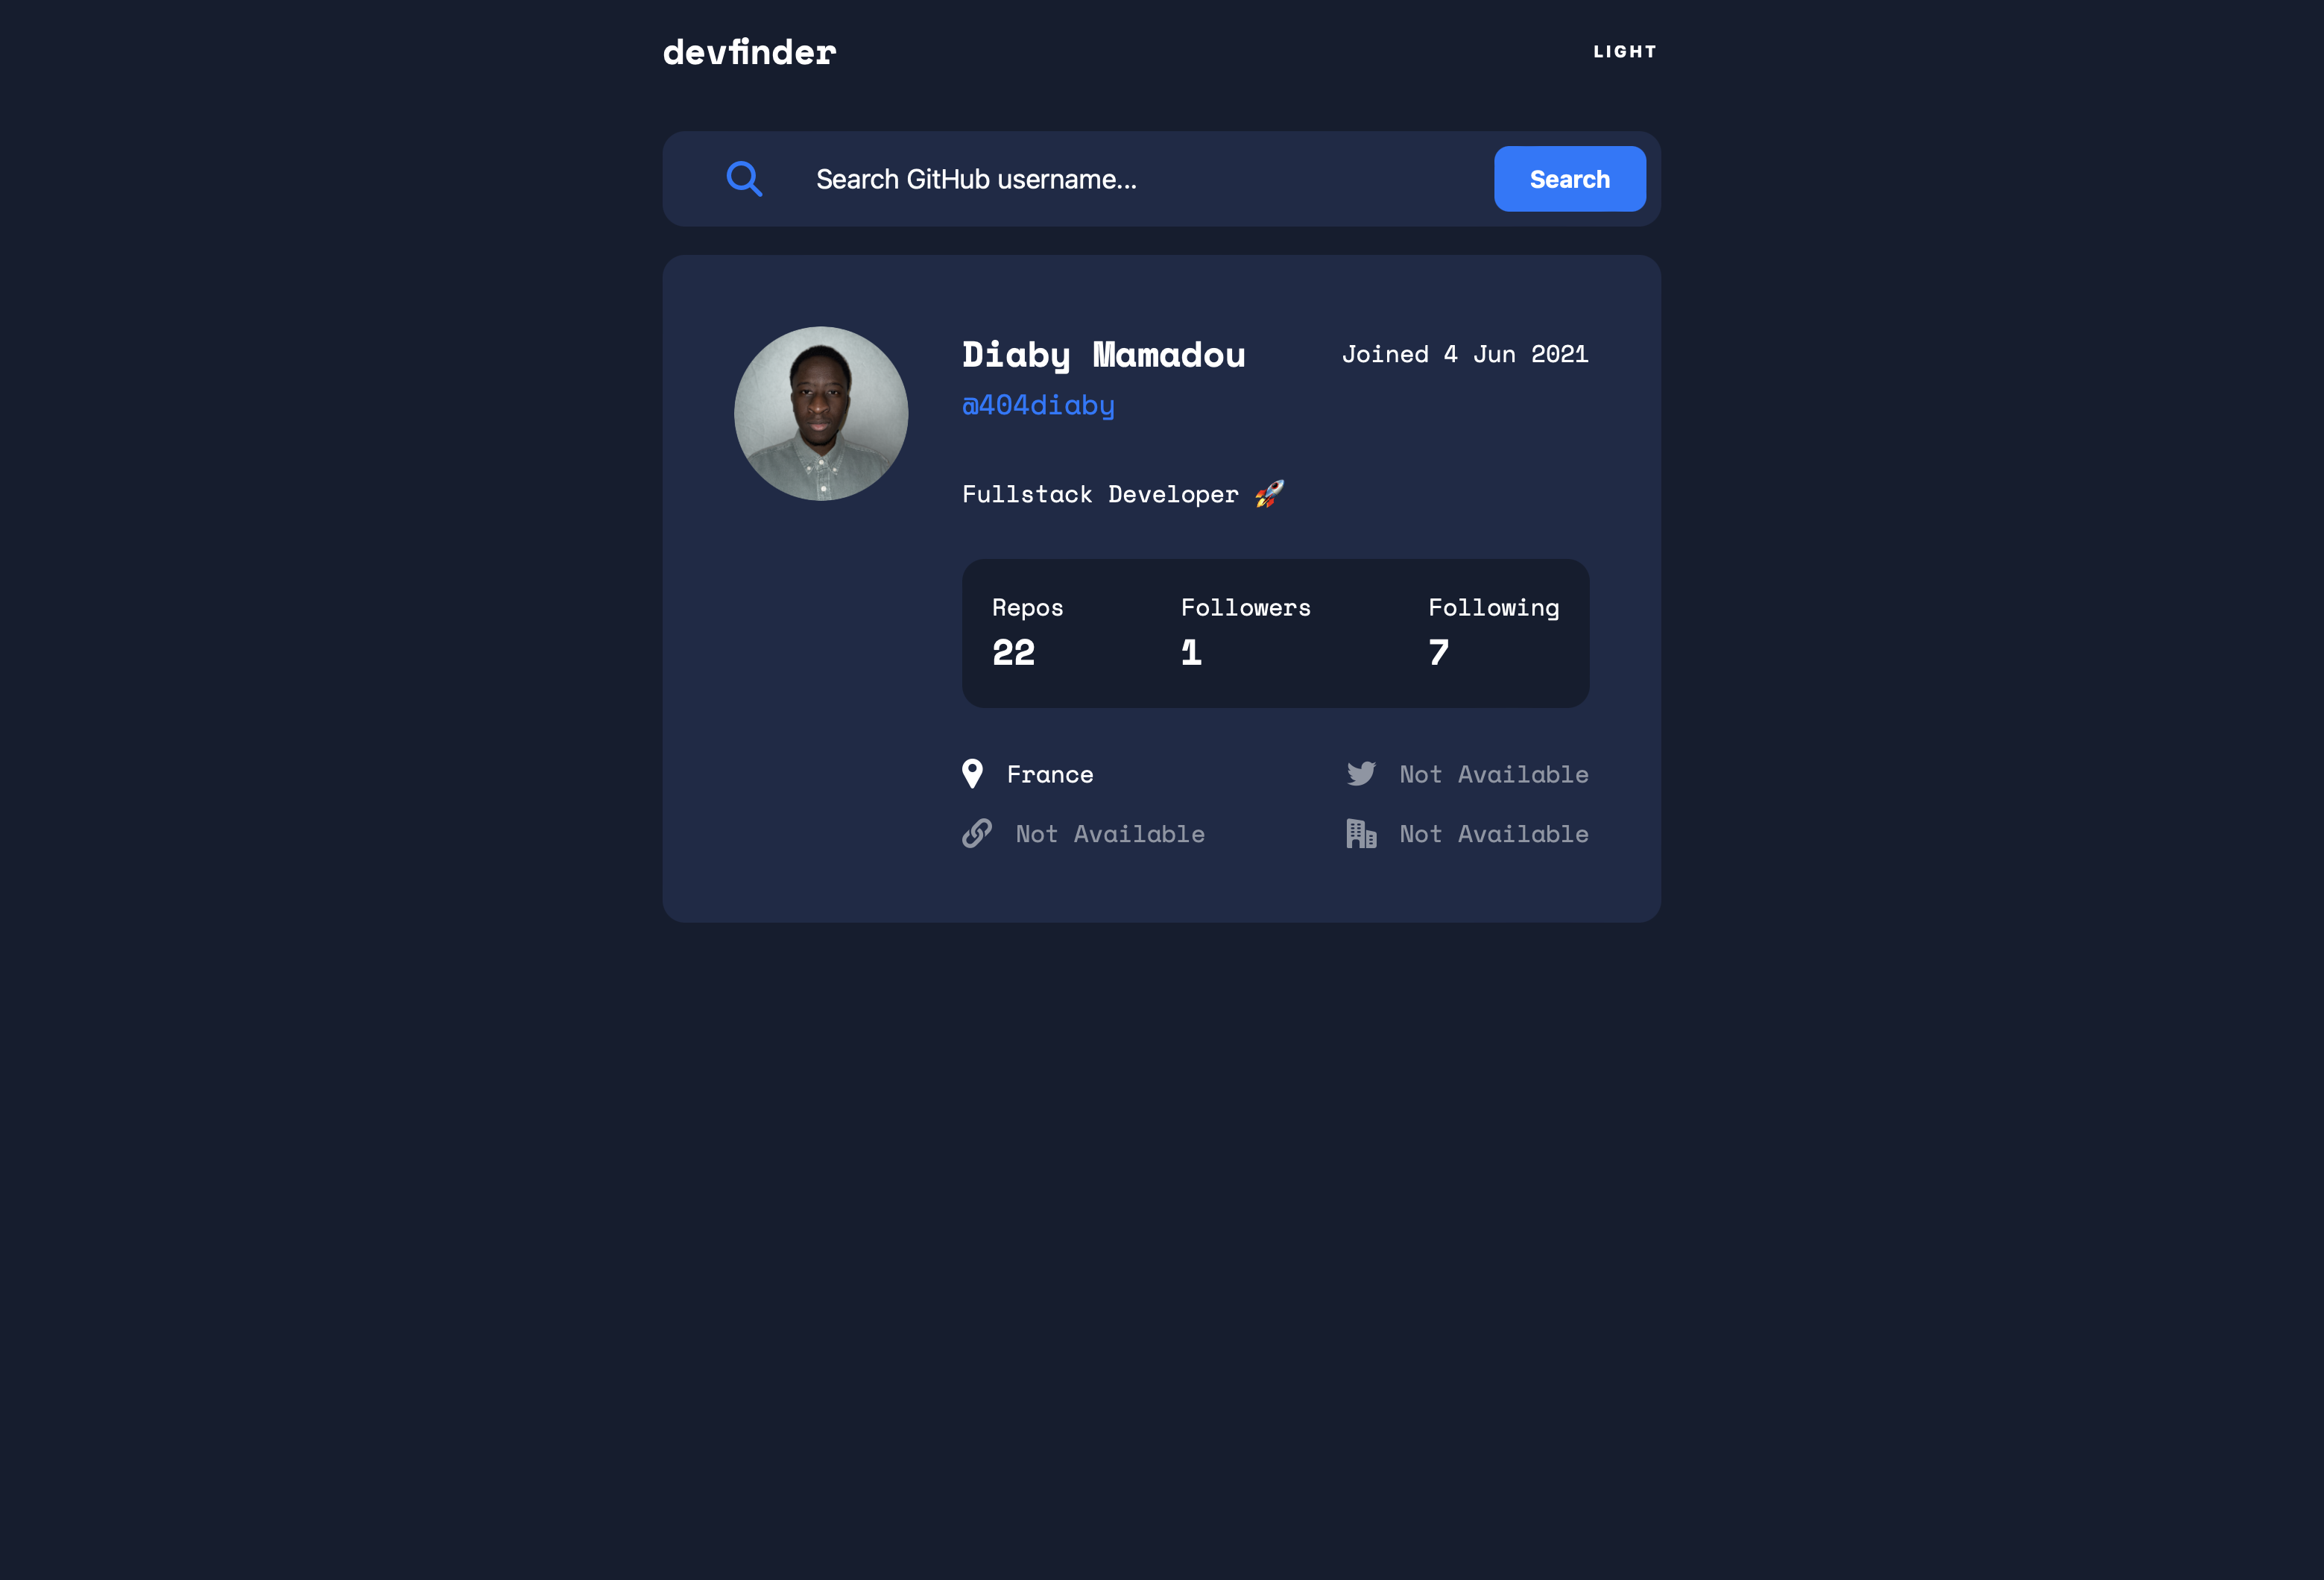 devfinder
LIGHT
Search GitHub username...
Search
Diaby Mamadou
Joined 4 Jun 2021
@404diaby
Fullstack Developer 🚀
Repos
Followers
Following
22
1
7
France
Not Available
Not Available
Not Available